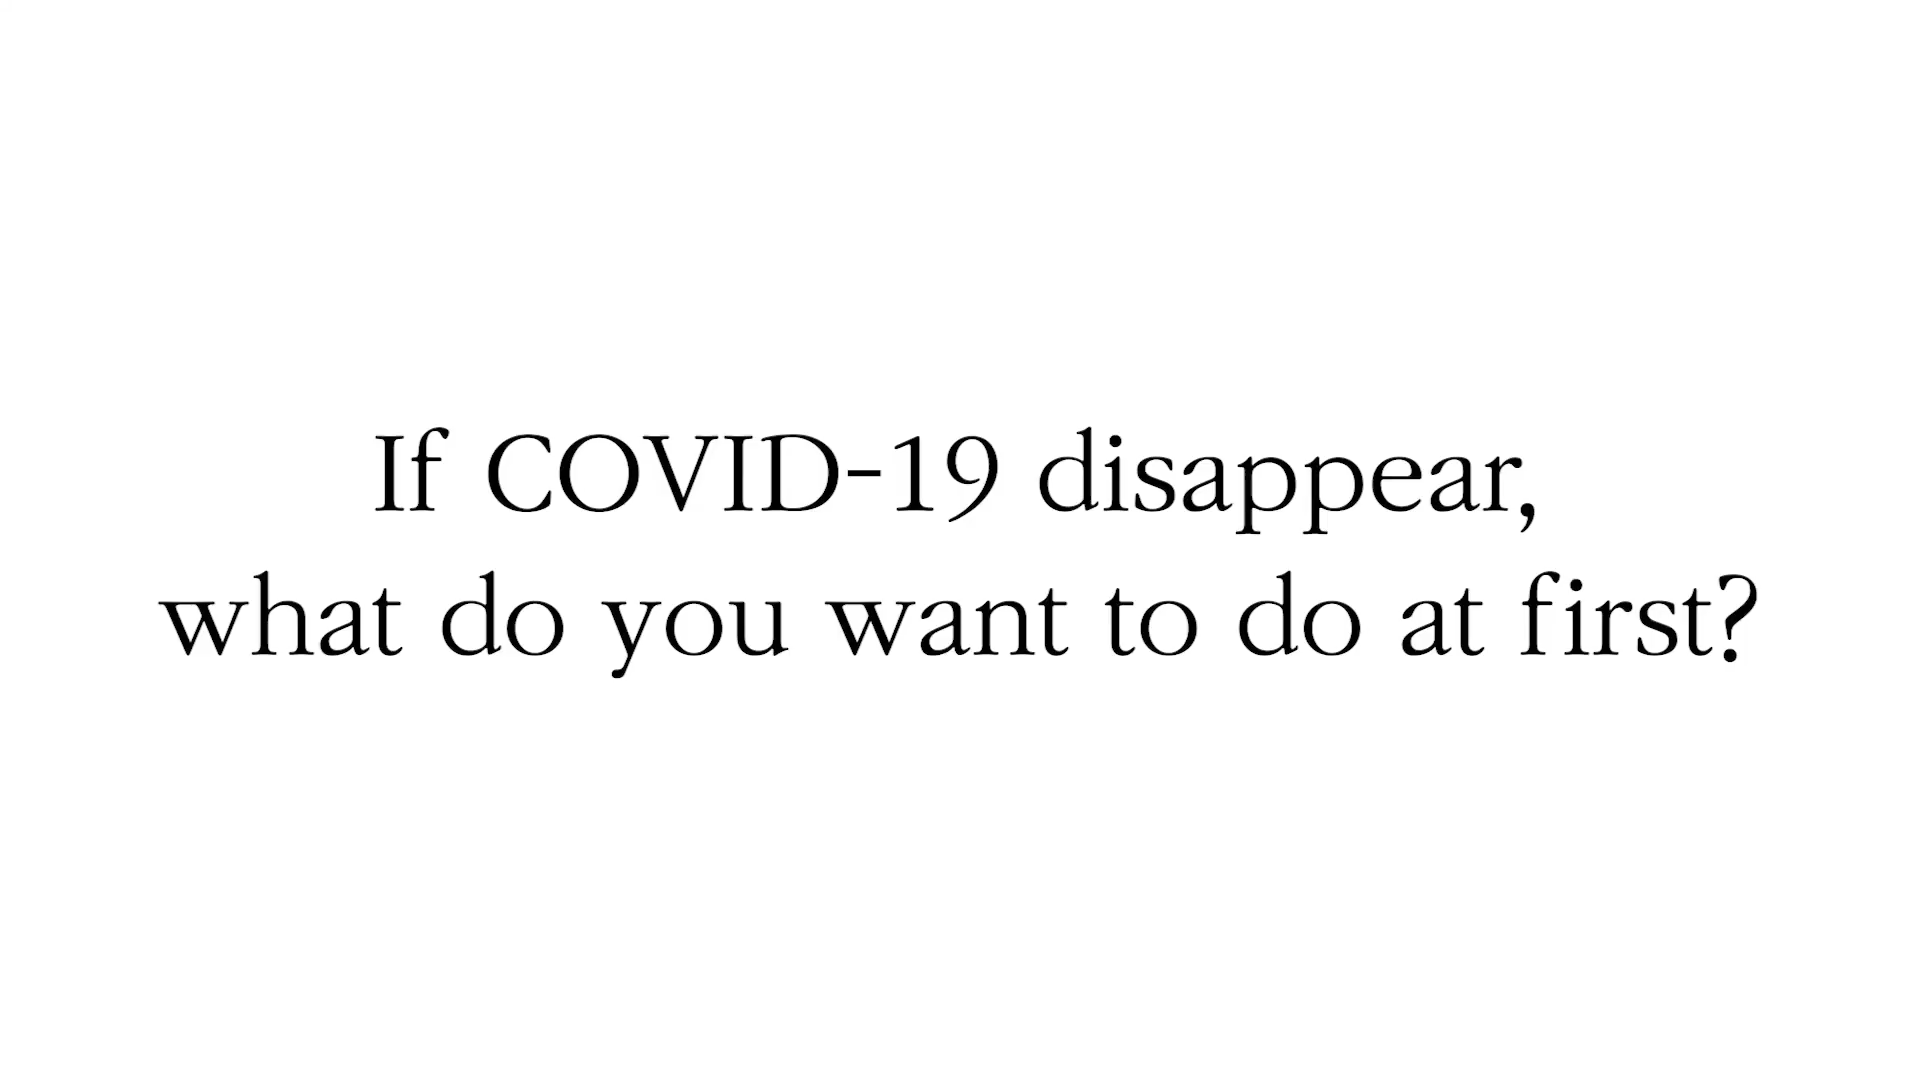 If COVID-19 disappear,
what do you want to do at first?